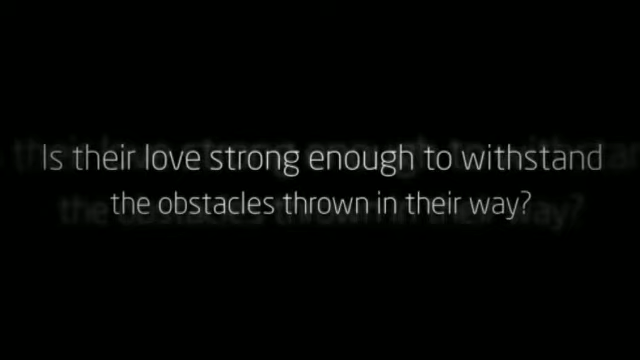 Is their love strong enough to withstand
the obstacles thrown in their way?